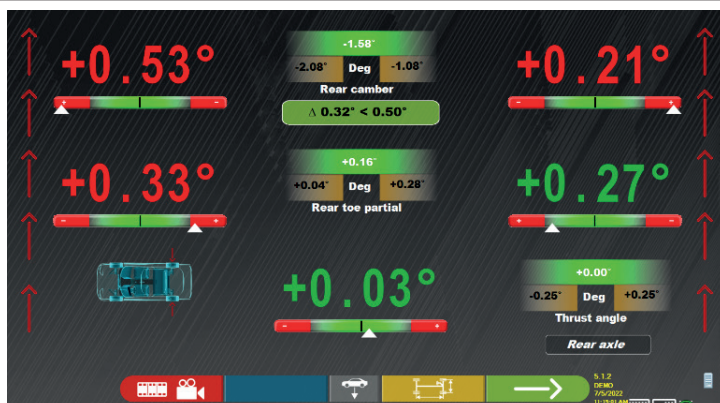 +0.53°
-1.58°
-2.08° Deg -1.08°
Rear camber
Δ 0.32° < 0.50°
+0.21°
+0.33°
+0.16°
+0.04° Deg +0.28°
Rear toe partial
+0.27°
+0.03°
+0.00°
-0.25° Deg +0.25°
Thrust angle
Rear axle
5.1.2
DEMO
7/5/2022